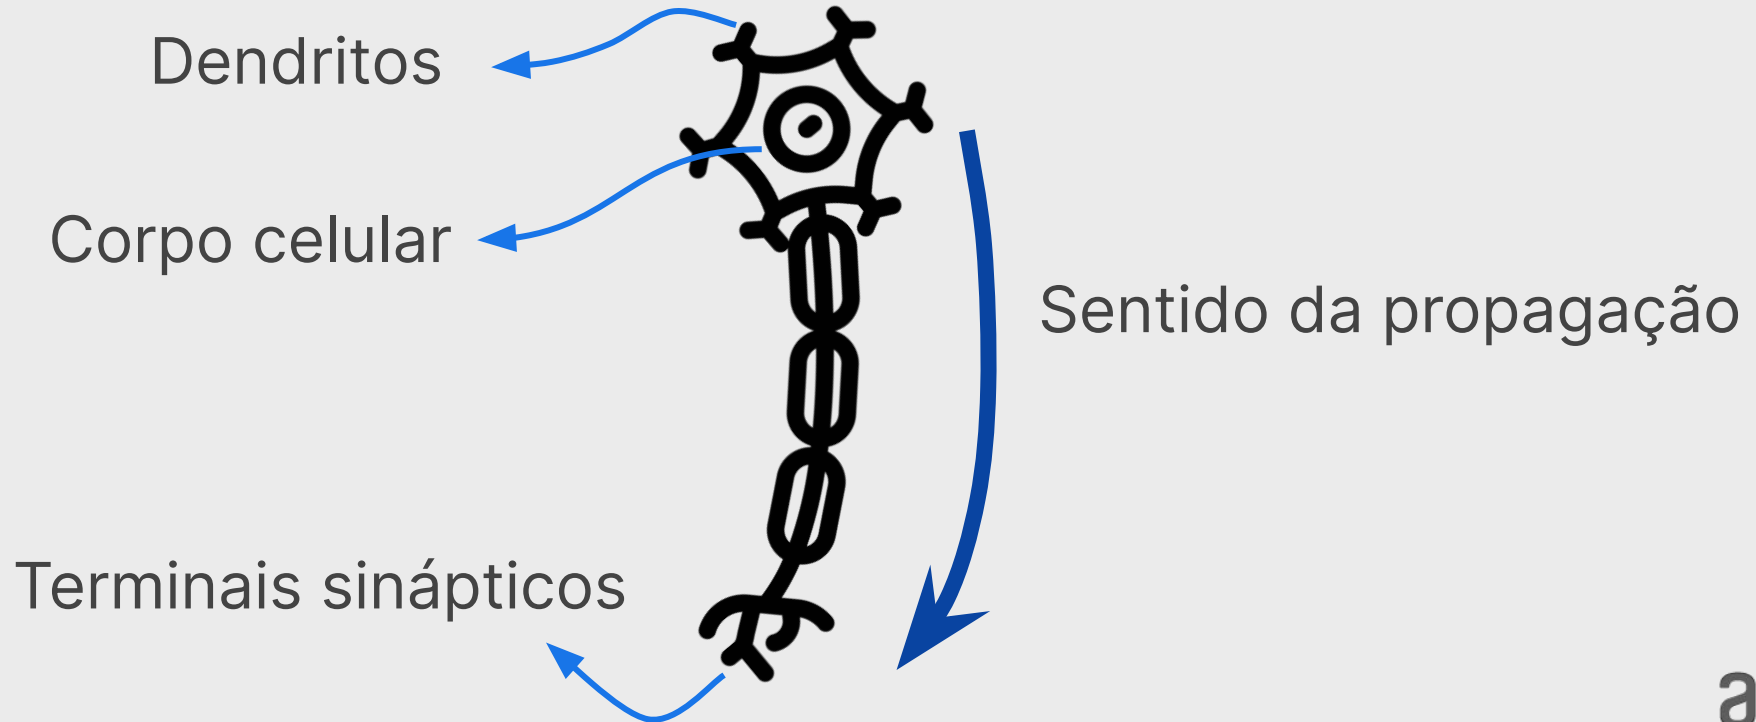 Dendritos
Corpo celular
Sentido da propagação
Terminais sinápticos
a